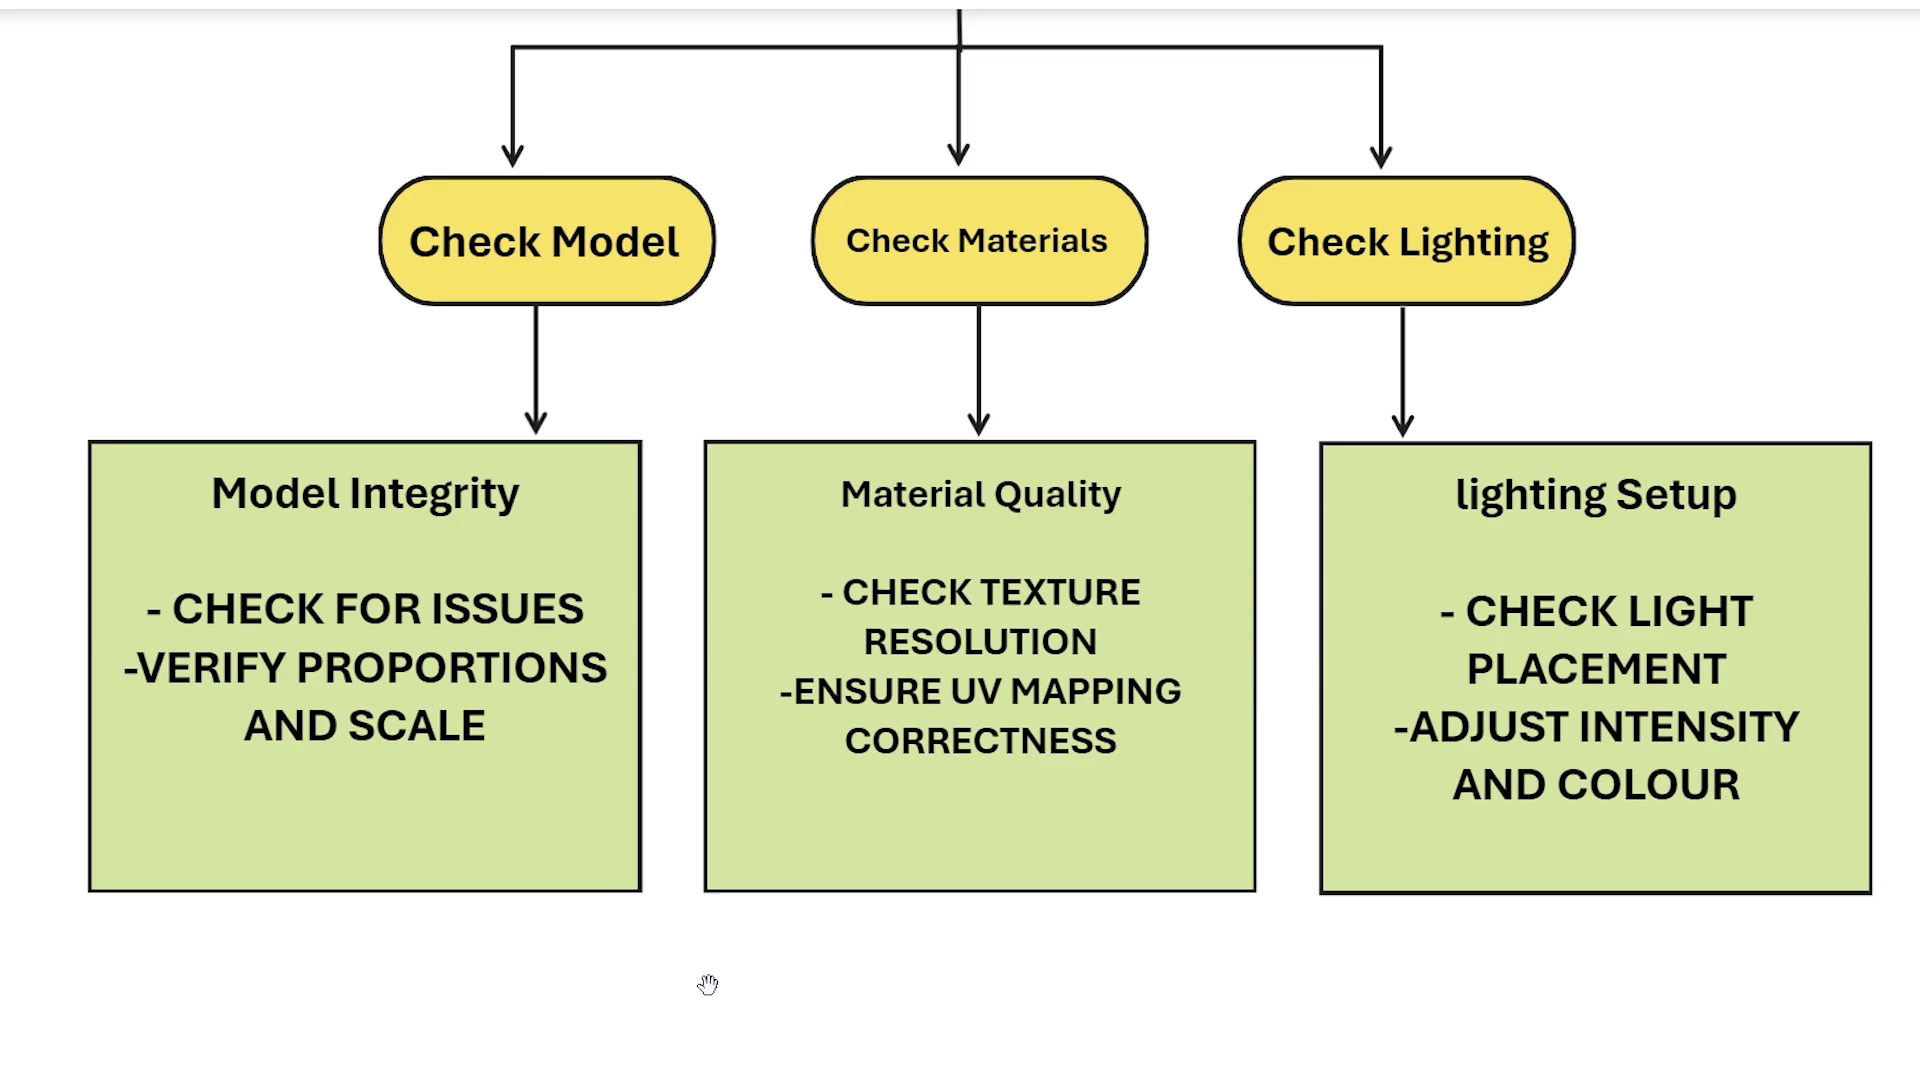 Check Model
Check Materials
Check Lighting
Model Integrity
- CHECK FOR ISSUES
-VERIFY PROPORTIONS
AND SCALE
Material Quality
- CHECK TEXTURE
RESOLUTION
-ENSURE UV MAPPING
CORRECTNESS
lighting Setup
- CHECK LIGHT
PLACEMENT
-ADJUST INTENSITY
AND COLOUR